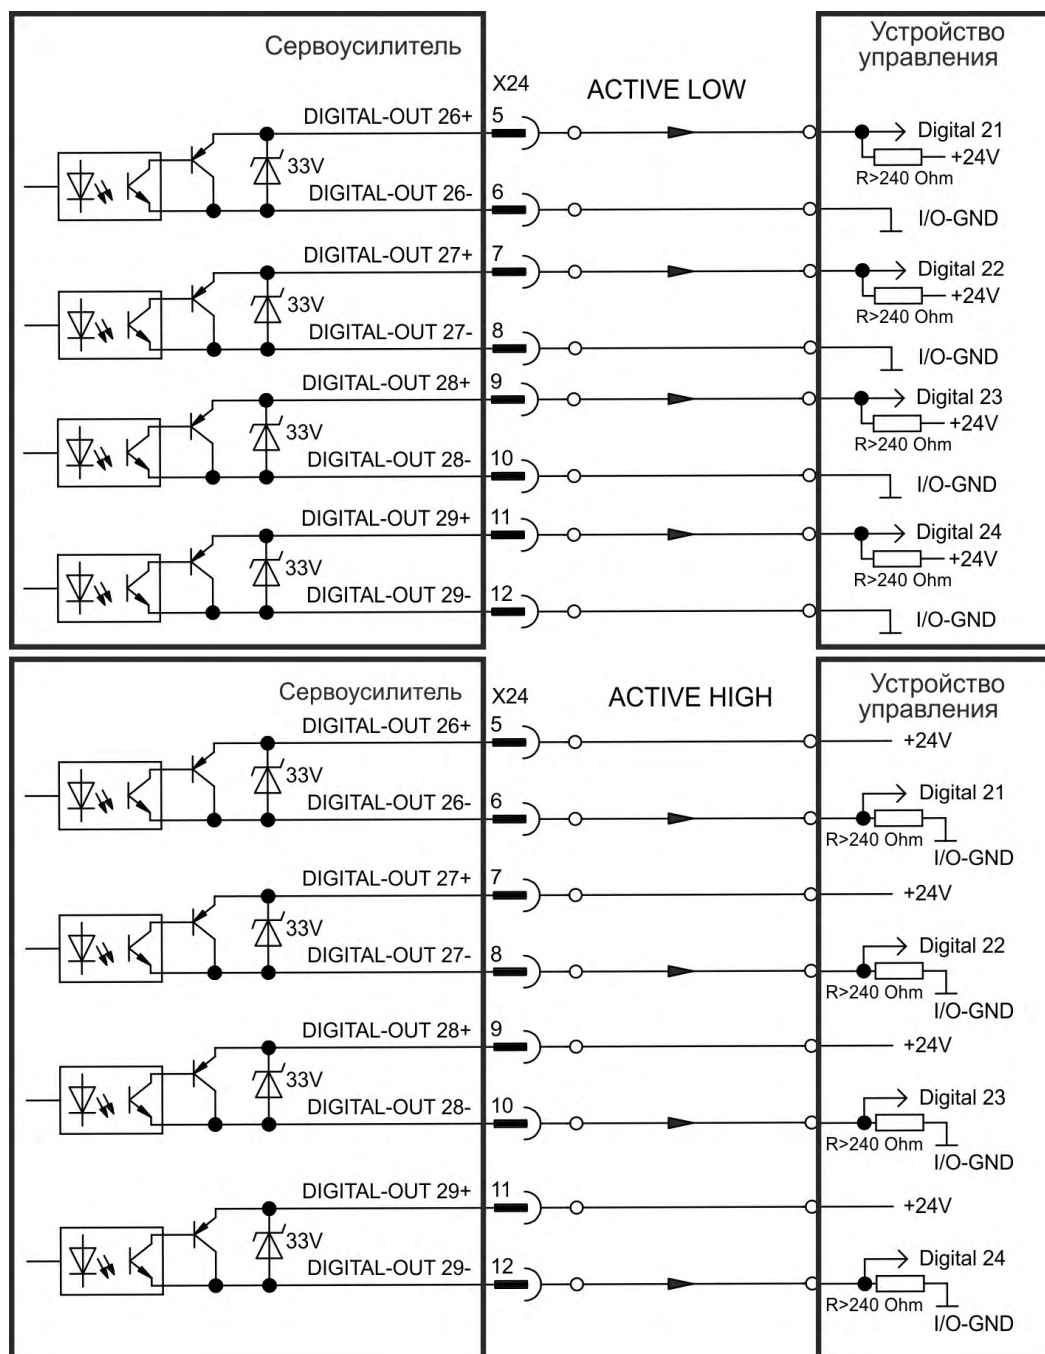 Сервоусилитель
X24
ACTIVE LOW
Устройство
управления
DIGITAL-OUT 26+
5
Digital 21
33V
+24V
R>240 Ohm
DIGITAL-OUT 26-
6
I/O-GND
DIGITAL-OUT 27+
7
Digital 22
33V
+24V
R>240 Ohm
DIGITAL-OUT 27-
8
I/O-GND
DIGITAL-OUT 28+
9
Digital 23
33V
+24V
R>240 Ohm
DIGITAL-OUT 28-
10
I/O-GND
DIGITAL-OUT 29+
11
Digital 24
33V
+24V
R>240 Ohm
DIGITAL-OUT 29-
12
I/O-GND
Сервоусилитель
X24
ACTIVE HIGH
Устройство
управления
DIGITAL-OUT 26+
5
+24V
33V
DIGITAL-OUT 26-
6
Digital 21
R>240 Ohm
I/O-GND
DIGITAL-OUT 27+
7
+24V
33V
DIGITAL-OUT 27-
8
Digital 22
R>240 Ohm
I/O-GND
DIGITAL-OUT 28+
9
+24V
33V
DIGITAL-OUT 28-
10
Digital 23
R>240 Ohm
I/O-GND
DIGITAL-OUT 29+
11
+24V
33V
DIGITAL-OUT 29-
12
Digital 24
R>240 Ohm
I/O-GND